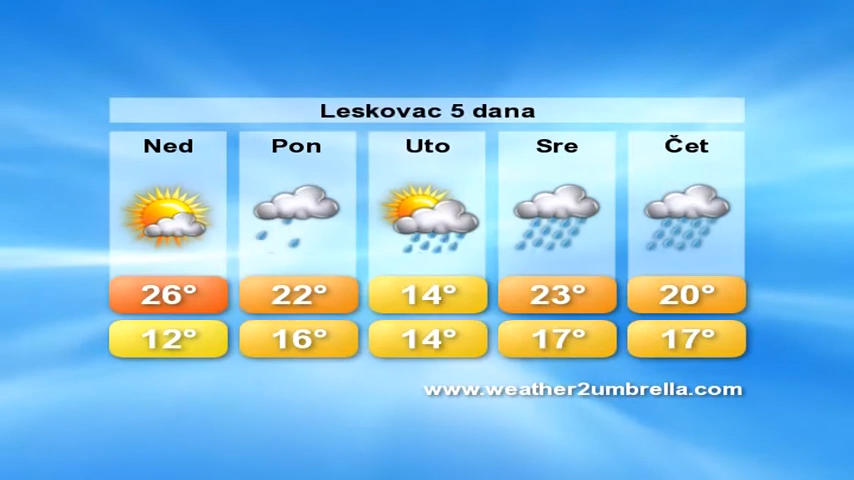 Leskovac 5 dana
Ned Pon Uto Sre Čet
26° 22° 14° 23° 20°
12° 16° 14° 17° 17°
www.weather2umbrella.com